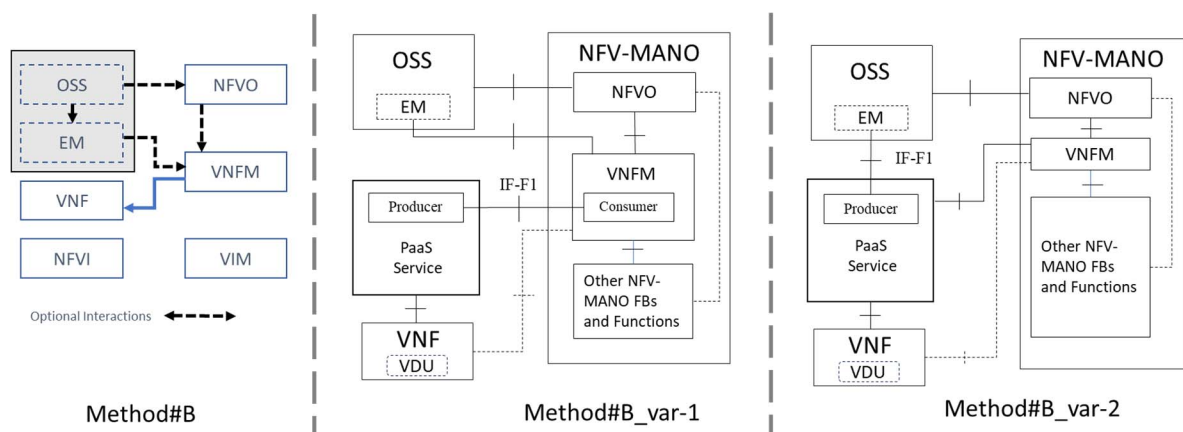 OSS
NFVO
EM
VNFM
VNF
NFVI
VIM
Optional Interactions
Method#B
OSS
EM
NFV-MANO
NFVO
IF-F1
VNFM
Producer
Consumer
PaaS
Service
Other NFV-
MANO FBs
and Functions
VNF
VDU
Method#B_var-1
OSS
EM
NFV-MANO
NFVO
VNFM
IF-F1
Producer
PaaS
Service
Other NFV-
MANO FBs
and Functions
VNF
VDU
Method#B_var-2